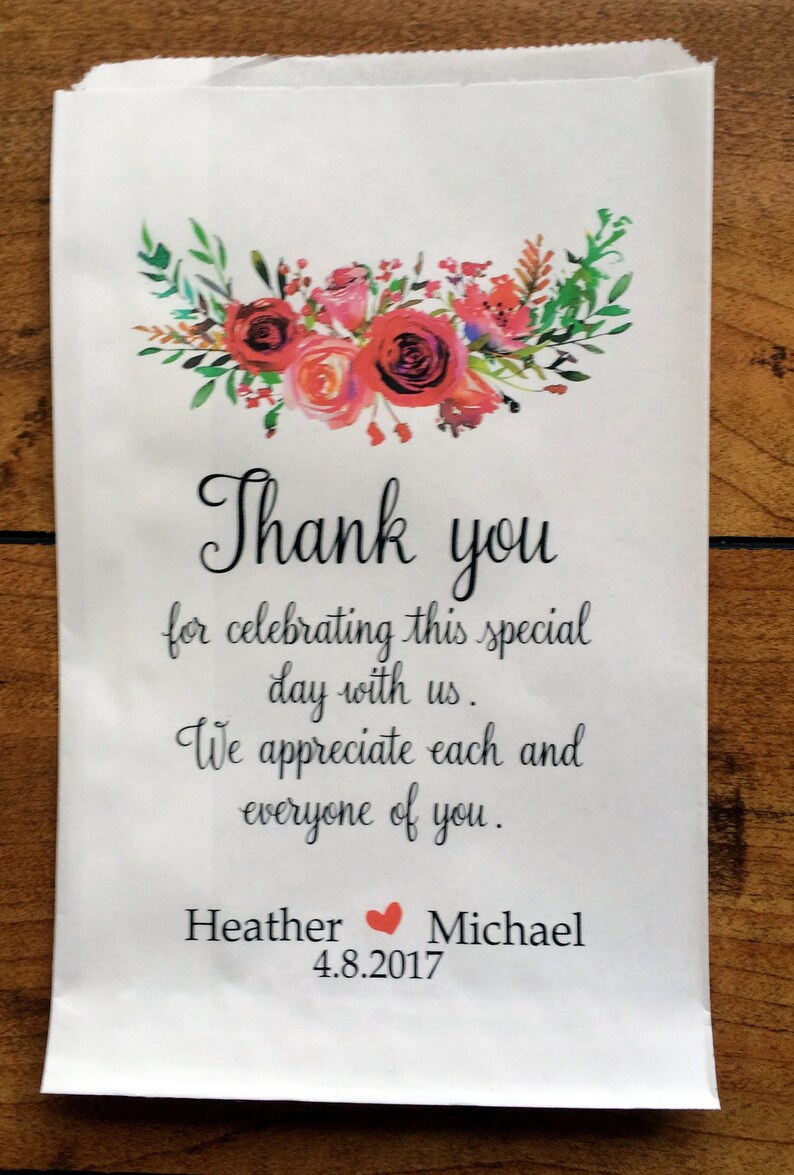 Thank you
for celebrating this special
day with us.
We appreciate each and
everyone of you.
Heather Michael
4.8.2017